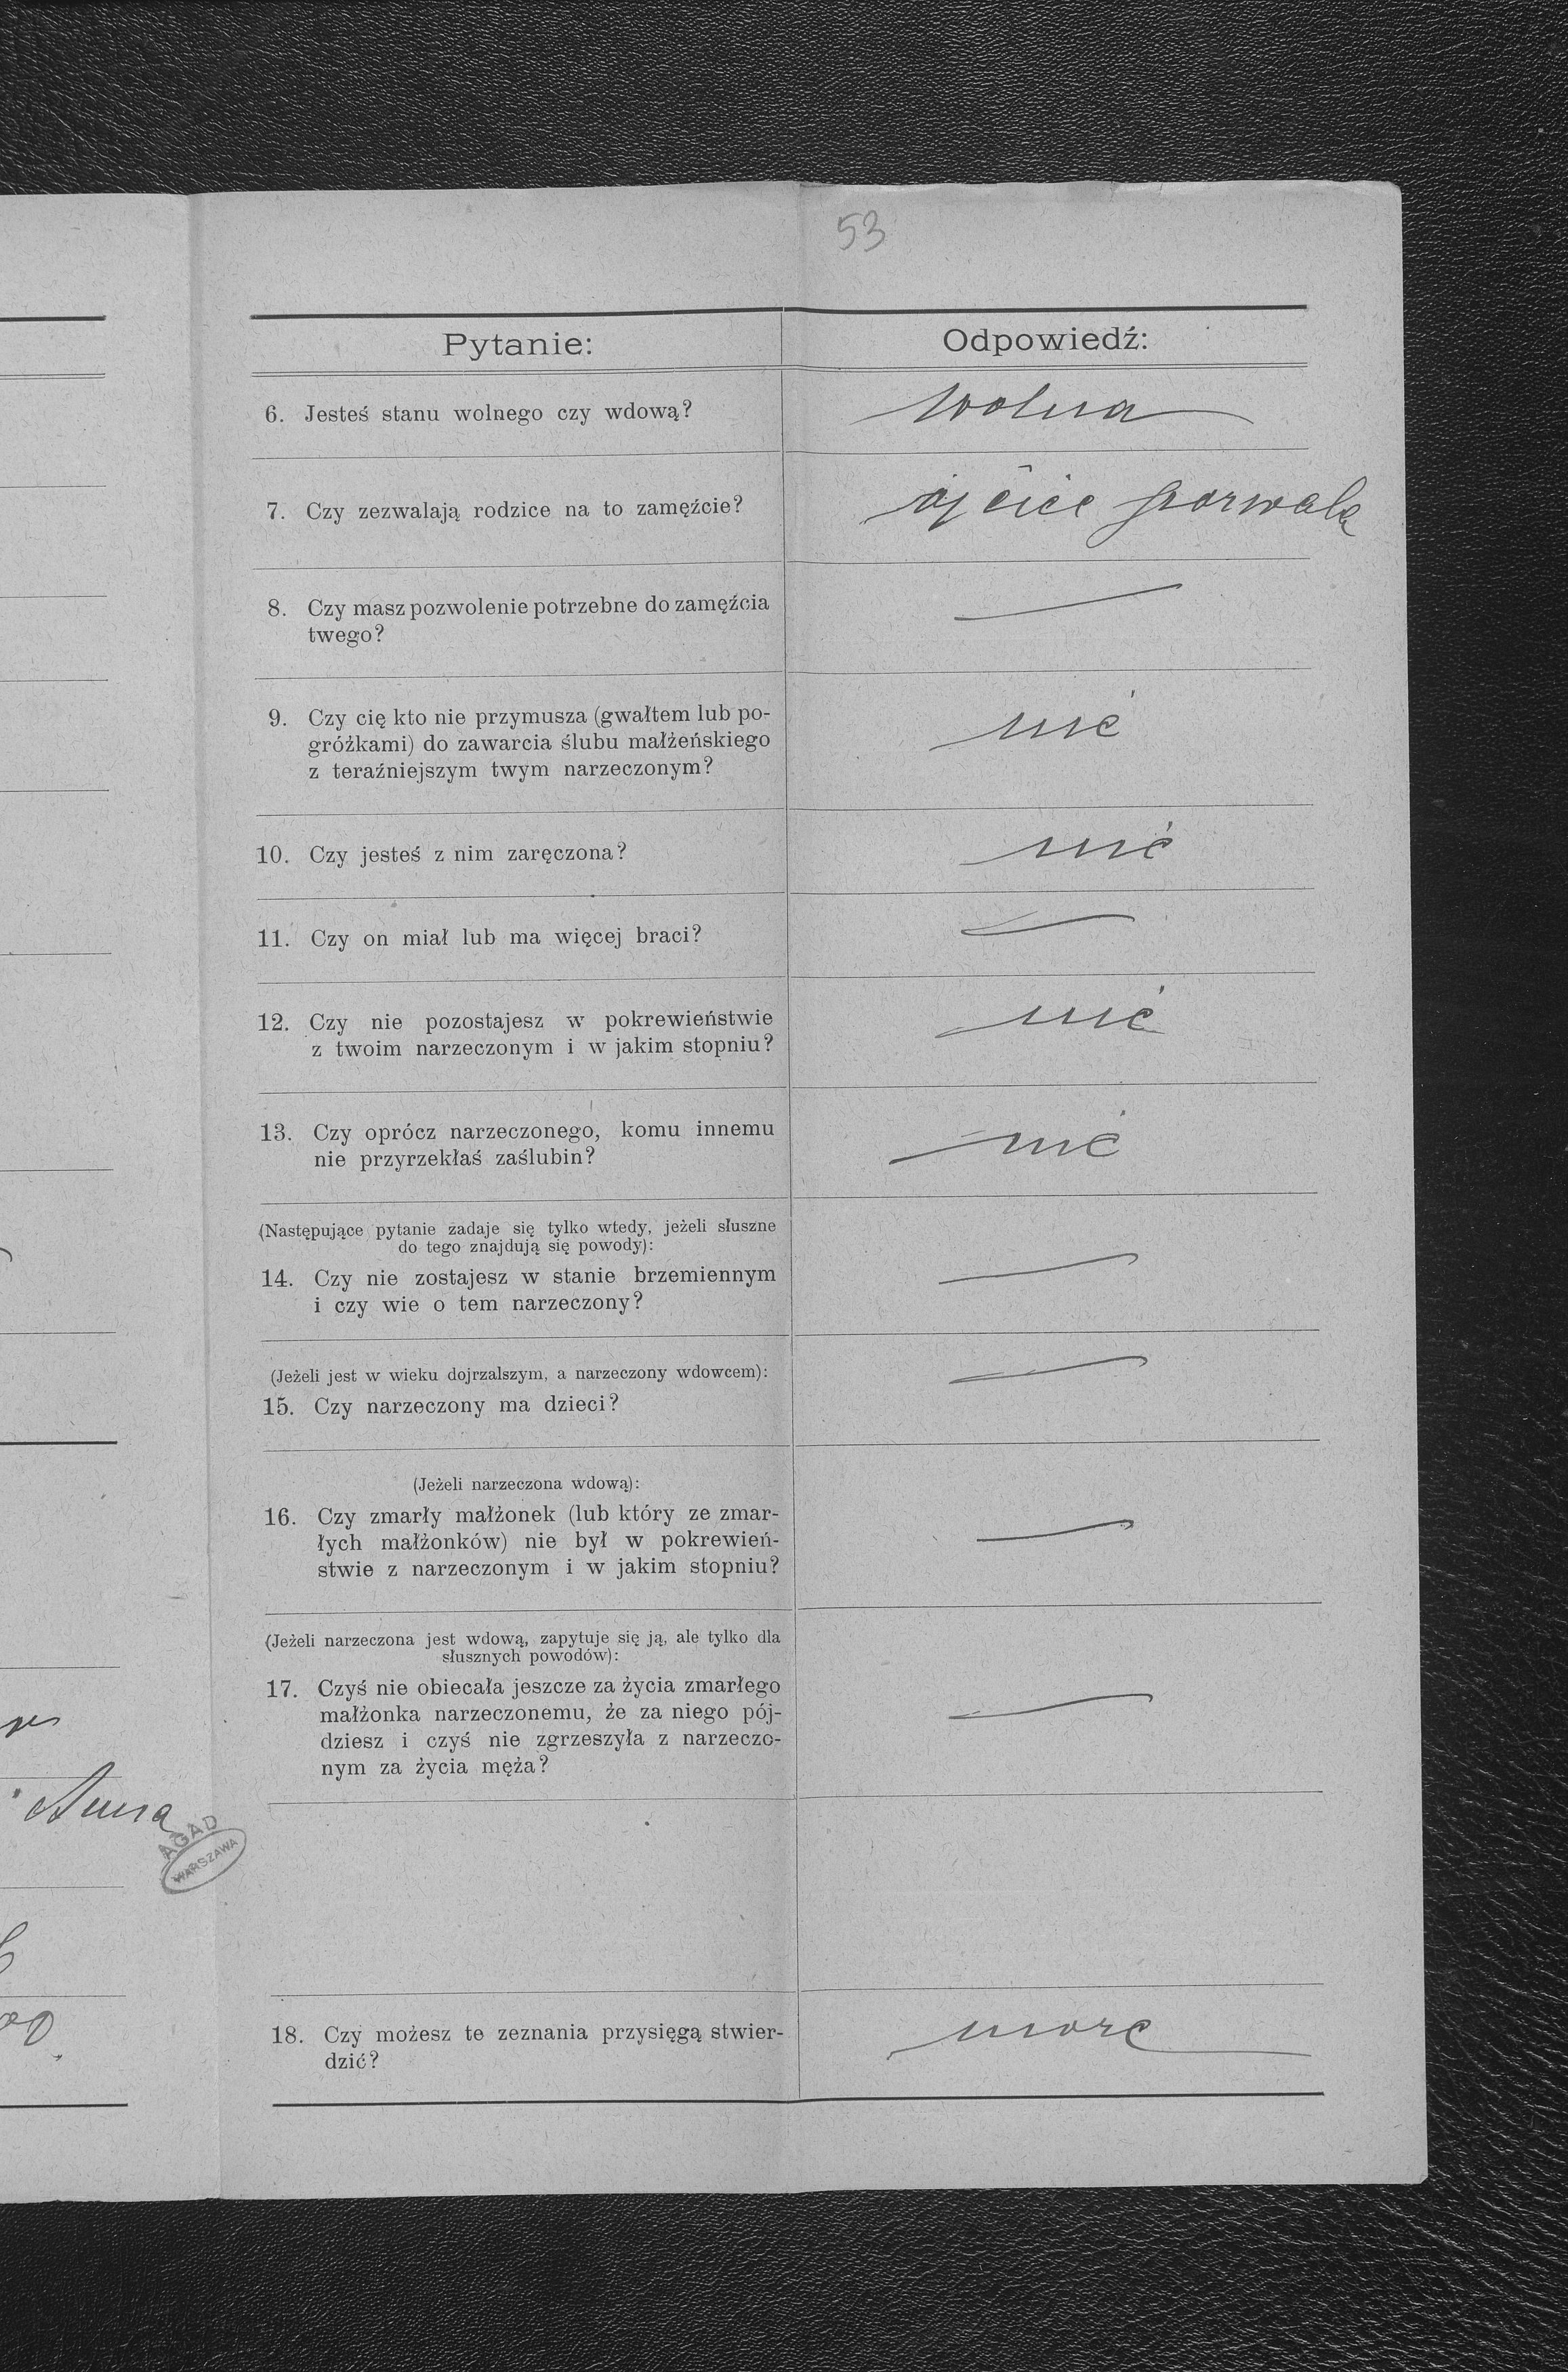 53
Pytanie:
Odpowiedź:
6. Jesteś stanu wolnego czy wdową?
wolna
7. Czy zezwalają rodzice na to zamęźcie?
ojciec pozwala
8. Czy masz pozwolenie potrzebne do zamęźcia
twego?
9. Czy cię kto nie przymusza (gwałtem lub po-
gróżkami) do zawarcia ślubu małżeńskiego
z teraźniejszym twym narzeczonym?
nie
10. Czy jesteś z nim zaręczona?
nie
11. Czy on miał lub ma więcej braci?
12. Czy nie pozostajesz w pokrewieństwie
z twoim narzeczonym i w jakim stopniu?
nie
13. Czy oprócz narzeczonego, komu innemu
nie przyrzekłaś zaślubin?
nie
(Następujące pytanie zadaje się tylko wtedy, jeżeli słuszne
do tego znajdują się powody):
14. Czy nie zostajesz w stanie brzemiennym
i czy wie o tem narzeczony?
(Jeżeli jest w wieku dojrzalszym, a narzeczony wdowcem):
15. Czy narzeczony ma dzieci?
(Jeżeli narzeczona wdową):
16. Czy zmarły małżonek (lub który ze zmar-
łych małżonków) nie był w pokrewień-
stwie z narzeczonym i w jakim stopniu?
(Jeżeli narzeczona jest wdową, zapytuje się ją, ale tylko dla
słusznych powodów):
17. Czyś nie obiecała jeszcze za życia zmarłego
małżonka narzeczonemu, że za niego pój-
dziesz i czyś nie zgrzeszyła z narzeczo-
nym za życia męża?
18. Czy możesz te zeznania przysięgą stwier-
dzić?
może
Anna
AGAD
WARSZAWA